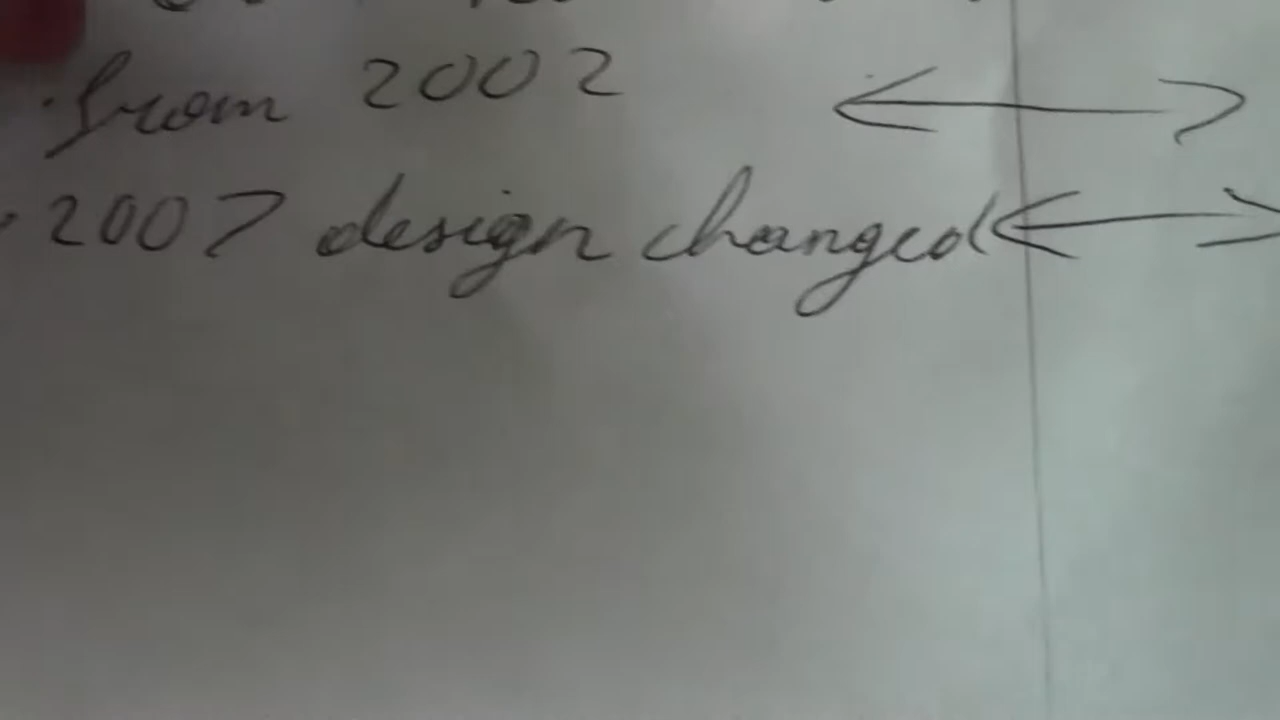 · from 2002 <-->
· 2007 design changed <-->